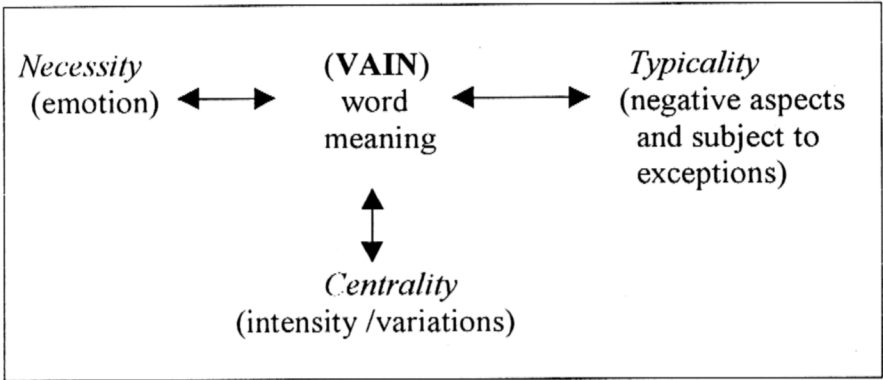 Necessity
(emotion)
(VAIN)
word
meaning
Typicality
(negative aspects
and subject to
exceptions)
Centrality
(intensity /variations)